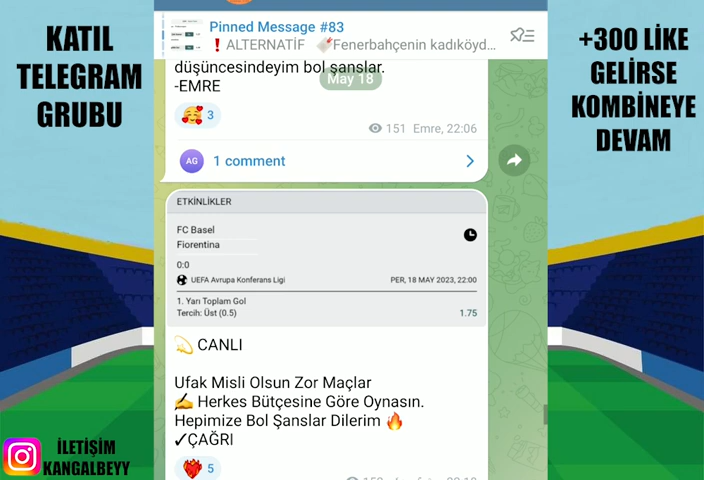 KATIL
TELEGRAM
GRUBU
Pinned Message #83
❗ALTERNATİF Fenerbahçenin kadıköyd...
düşüncesindeyim bol şanslar.
May 18
-EMRE
🥰 3
151 Emre, 22:06
AG 1 comment
ETKİNLİKLER
FC Basel
Fiorentina
0:0
UEFA Avrupa Konferans Ligi PER, 18 MAY 2023, 22:00
1. Yarı Toplam Gol
Tercih: Üst (0.5) 1.75
💫 CANLI
Ufak Misli Olsun Zor Maçlar
✍️ Herkes Bütçesine Göre Oynasın.
Hepimize Bol Şanslar Dilerim 🔥
✓ÇAĞRI
❤️‍🔥 5
+300 LİKE
GELİRSE
KOMBİNEYE
DEVAM
İLETİŞİM
KANGALBEYY